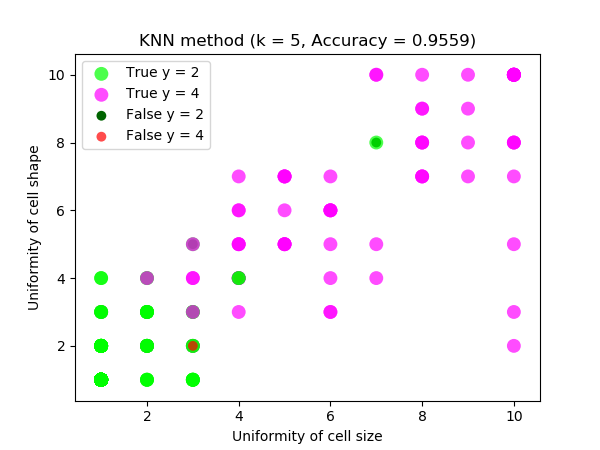 KNN method (k = 5, Accuracy = 0.9559)
True y = 2
True y = 4
False y = 2
False y = 4
10
8
6
4
2
Uniformity of cell shape
2 4 6 8 10
Uniformity of cell size